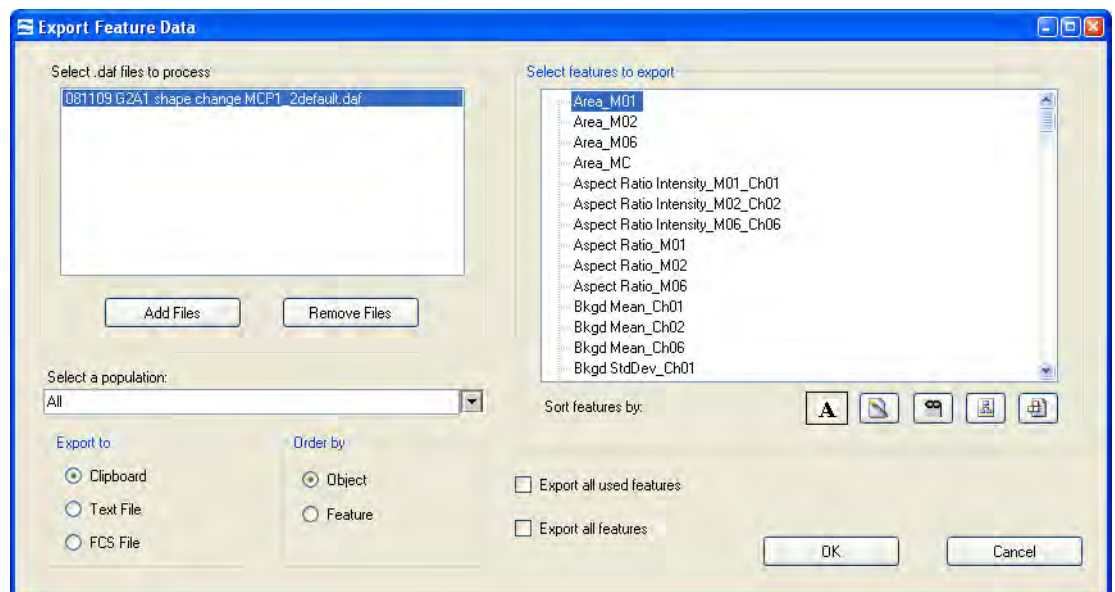 Export Feature Data
Select .daf files to process
081109 G2A1 shape change MCP1_2default.daf
Add Files
Remove Files
Select a population:
All
Export to
Clipboard
Text File
FCS File
Order by
Object
Feature
Select features to export
Area_M01
Area_M02
Area_M06
Area_MC
Aspect Ratio Intensity_M01_Ch01
Aspect Ratio Intensity_M02_Ch02
Aspect Ratio Intensity_M06_Ch06
Aspect Ratio_M01
Aspect Ratio_M02
Aspect Ratio_M06
Bkgd Mean_Ch01
Bkgd Mean_Ch02
Bkgd Mean_Ch06
Bkgd StdDev_Ch01
Sort features by:
A
Export all used features
Export all features
OK
Cancel